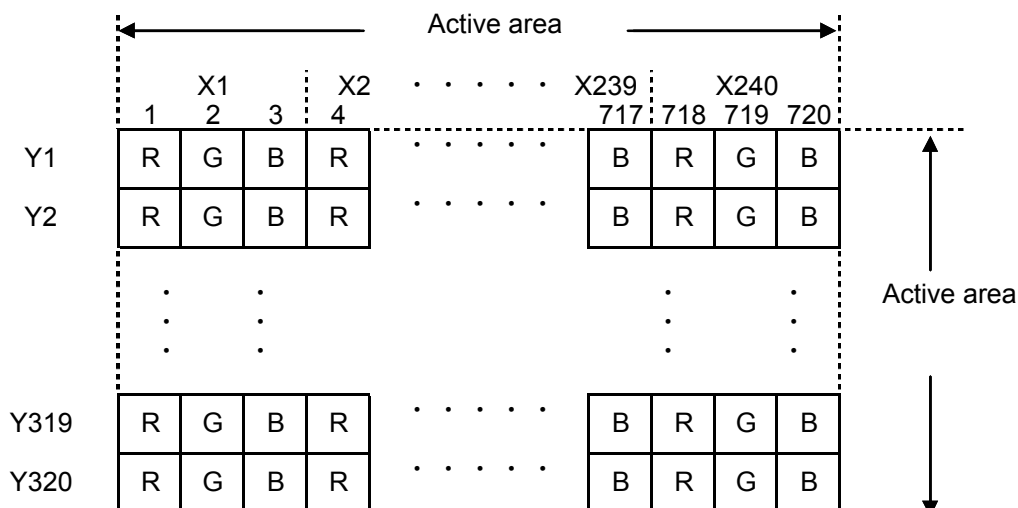 Active area
X1 X2 · · · · · X239 X240
1 2 3 4 717 718 719 720
Y1 R G B R · · · · · B R G B
Y2 R G B R · · · · · B R G B
· · · ·
· · · · Active area
· · · ·
Y319 R G B R · · · · · B R G B
Y320 R G B R · · · · · B R G B